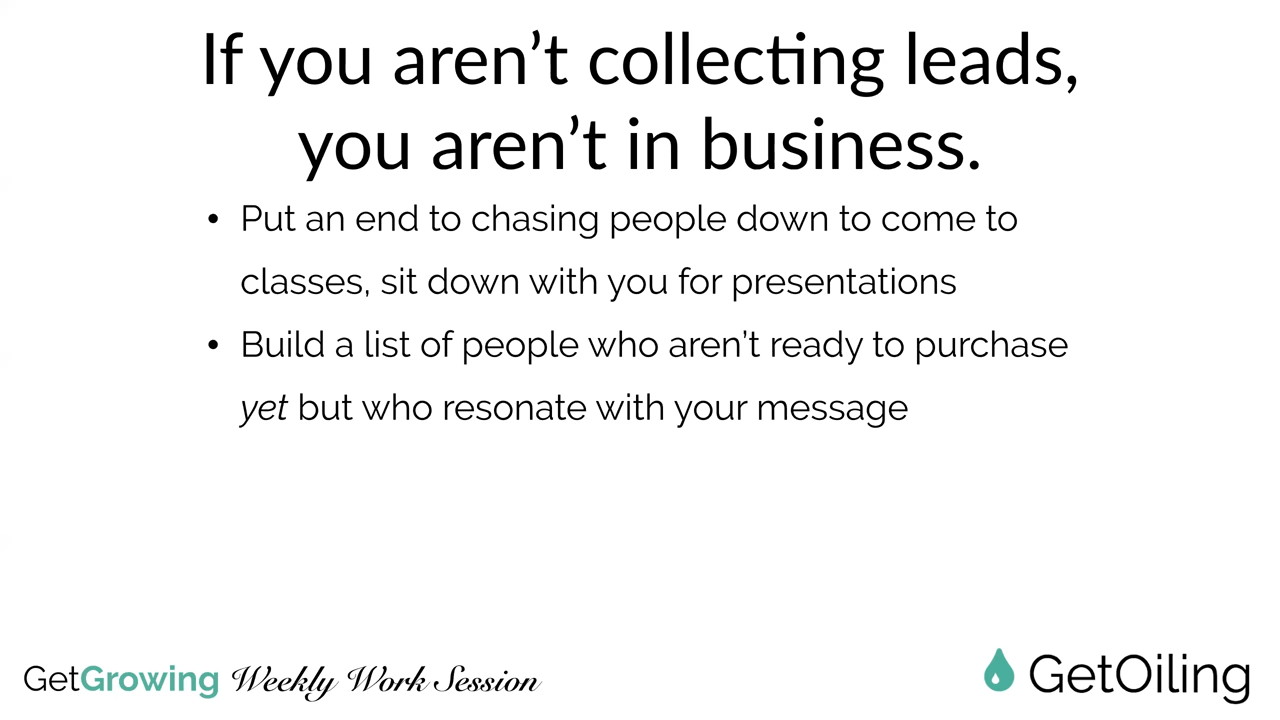 If you aren’t collecting leads,
you aren’t in business.
• Put an end to chasing people down to come to
classes, sit down with you for presentations
• Build a list of people who aren’t ready to purchase
yet but who resonate with your message
GetGrowing Weekly Work Session
GetOiling